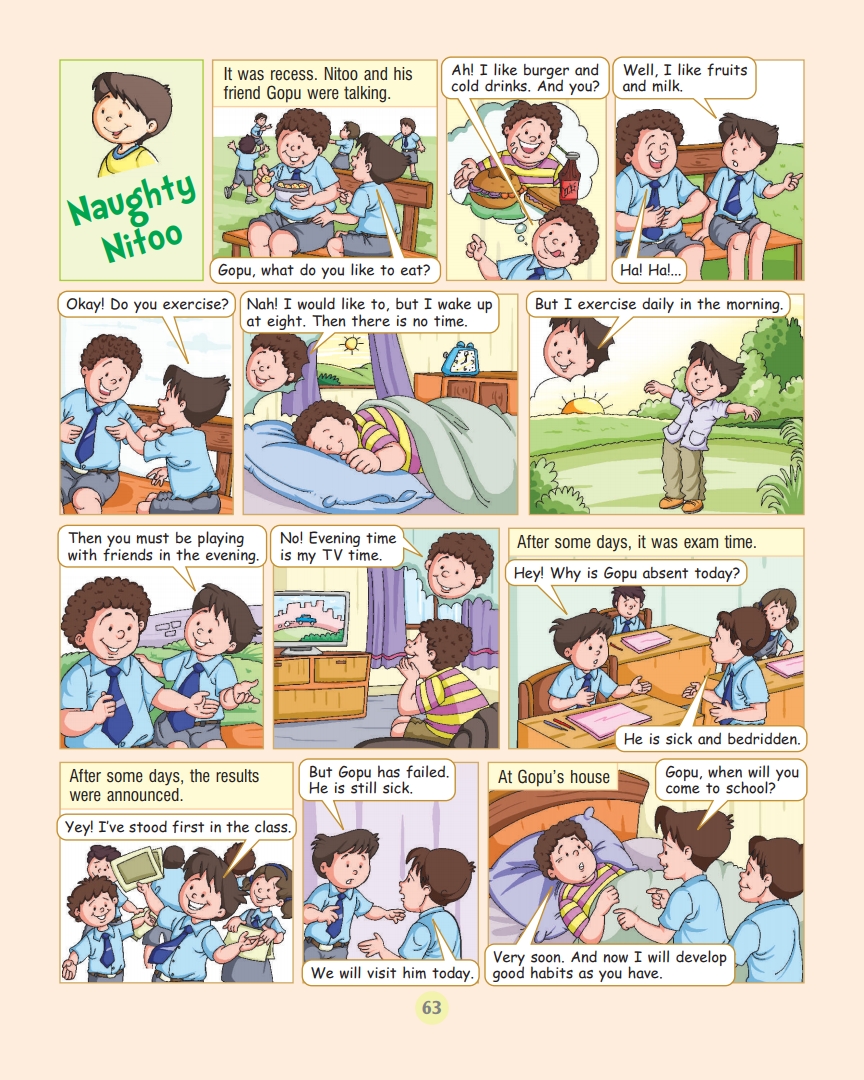 Naughty
Nitoo
It was recess. Nitoo and his
friend Gopu were talking.
Gopu, what do you like to eat?
Ah! I like burger and
cold drinks. And you?
Well, I like fruits
and milk.
Ha! Ha!...
Okay! Do you exercise?
Nah! I would like to, but I wake up
at eight. Then there is no time.
But I exercise daily in the morning.
Then you must be playing
with friends in the evening.
No! Evening time
is my TV time.
After some days, it was exam time.
Hey! Why is Gopu absent today?
He is sick and bedridden.
After some days, the results
were announced.
Yey! I've stood first in the class.
But Gopu has failed.
He is still sick.
We will visit him today.
At Gopu's house
Gopu, when will you
come to school?
Very soon. And now I will develop
good habits as you have.
63